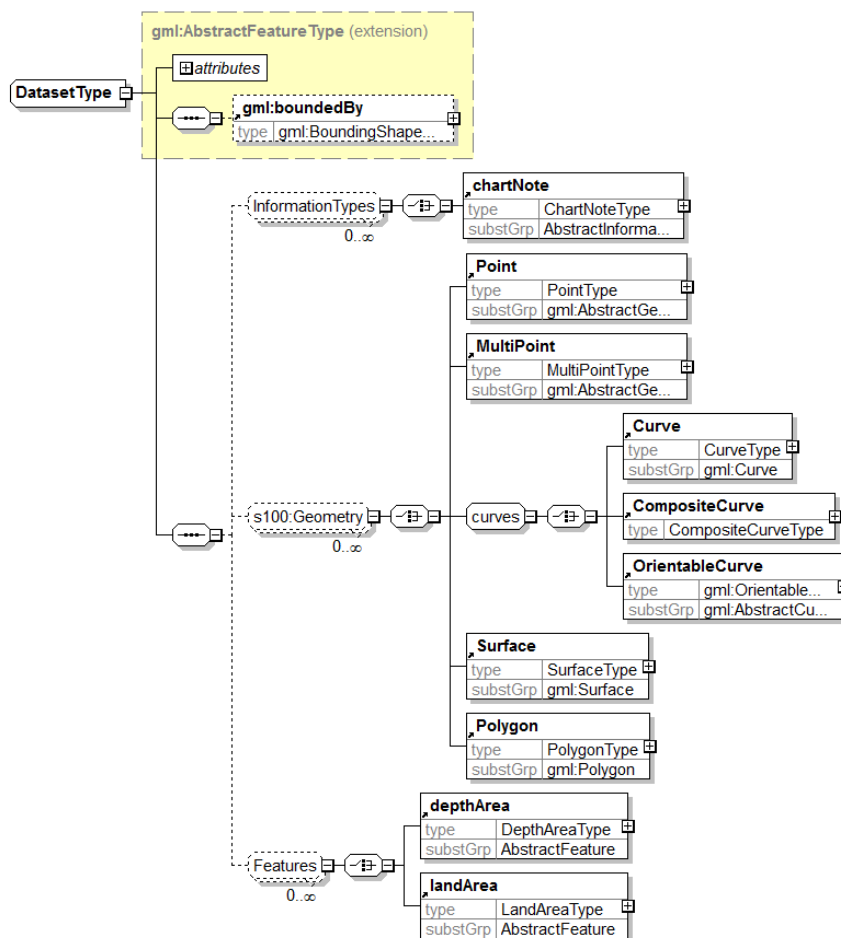 gml:AbstractFeatureType (extension)
attributes
DatasetType
gml:boundedBy
type gml:BoundingShape...
InformationTypes
0..∞
chartNote
type ChartNoteType
substGrp AbstractInforma...
Point
type PointType
substGrp gml:AbstractGe...
MultiPoint
type MultiPointType
substGrp gml:AbstractGe...
s100:Geometry
0..∞
curves
Curve
type CurveType
substGrp gml:Curve
CompositeCurve
type CompositeCurveType
OrientableCurve
type gml:Orientable...
substGrp gml:AbstractCu...
Surface
type SurfaceType
substGrp gml:Surface
Polygon
type PolygonType
substGrp gml:Polygon
Features
0..∞
depthArea
type DepthAreaType
substGrp AbstractFeature
landArea
type LandAreaType
substGrp AbstractFeature